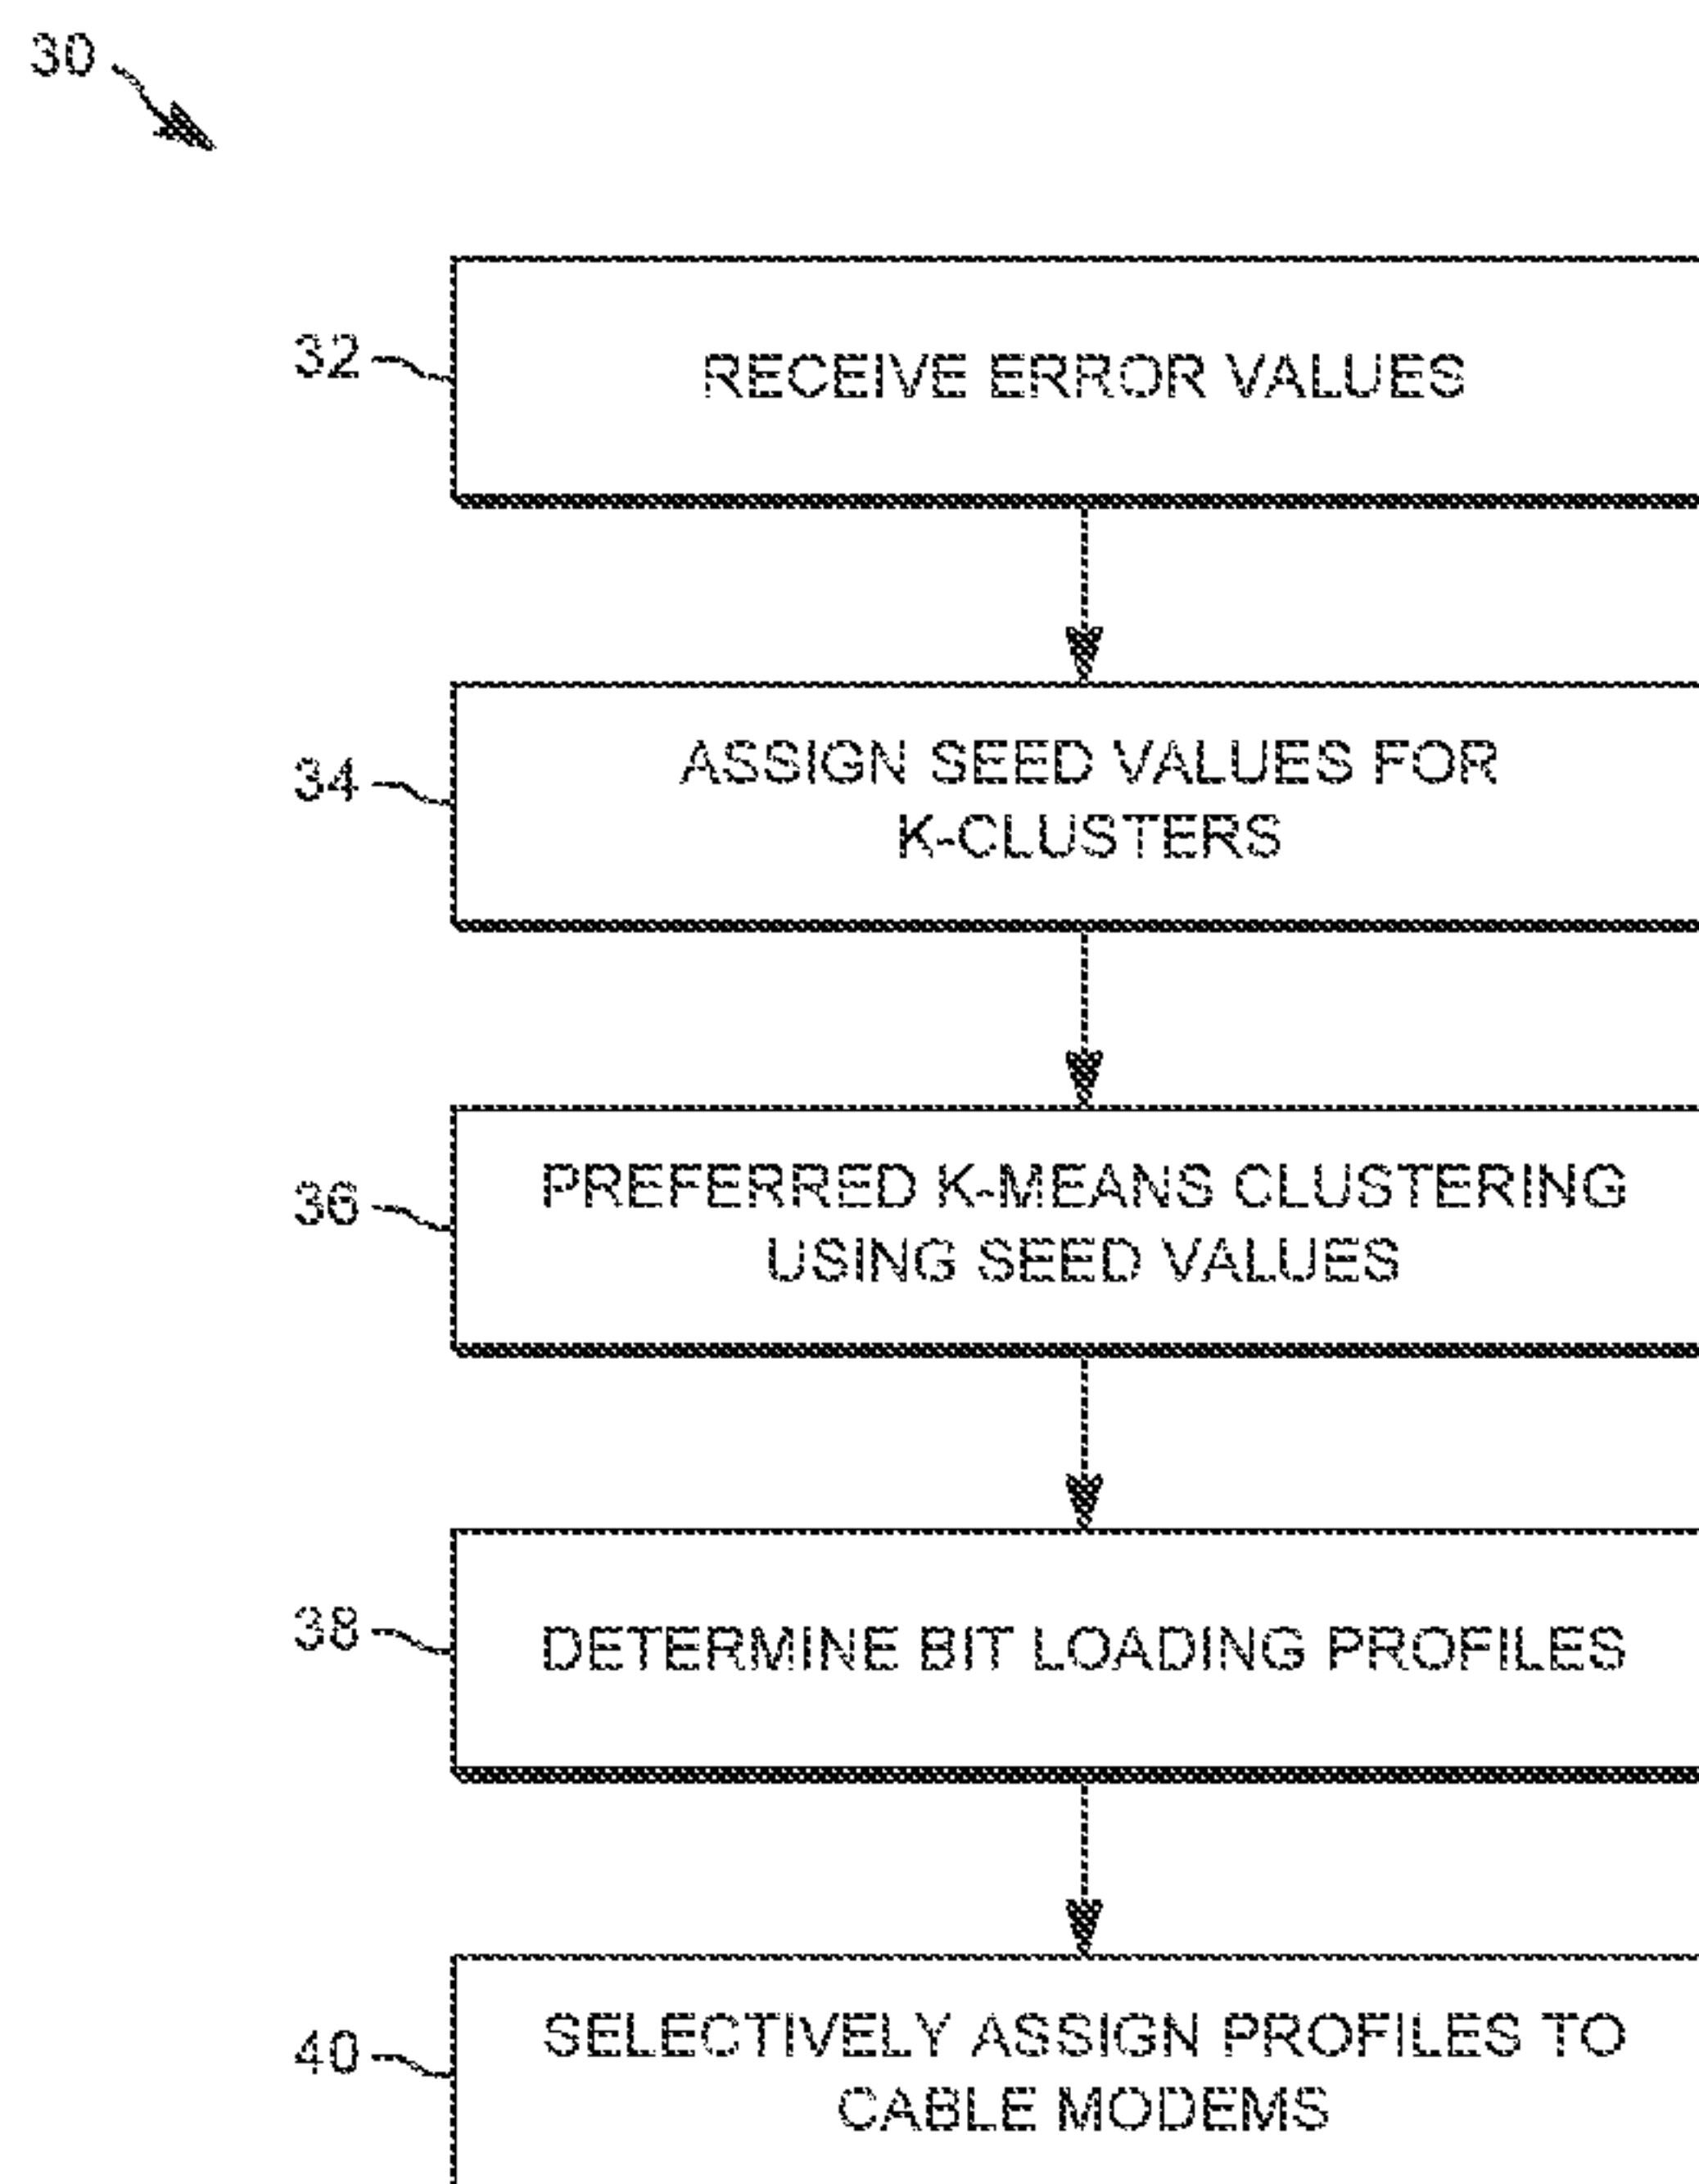 30
32
RECEIVE ERROR VALUES
34
ASSIGN SEED VALUES FOR
K-CLUSTERS
36
PREFERRED K-MEANS CLUSTERING
USING SEED VALUES
38
DETERMINE BIT LOADING PROFILES
40
SELECTIVELY ASSIGN PROFILES TO
CABLE MODEMS